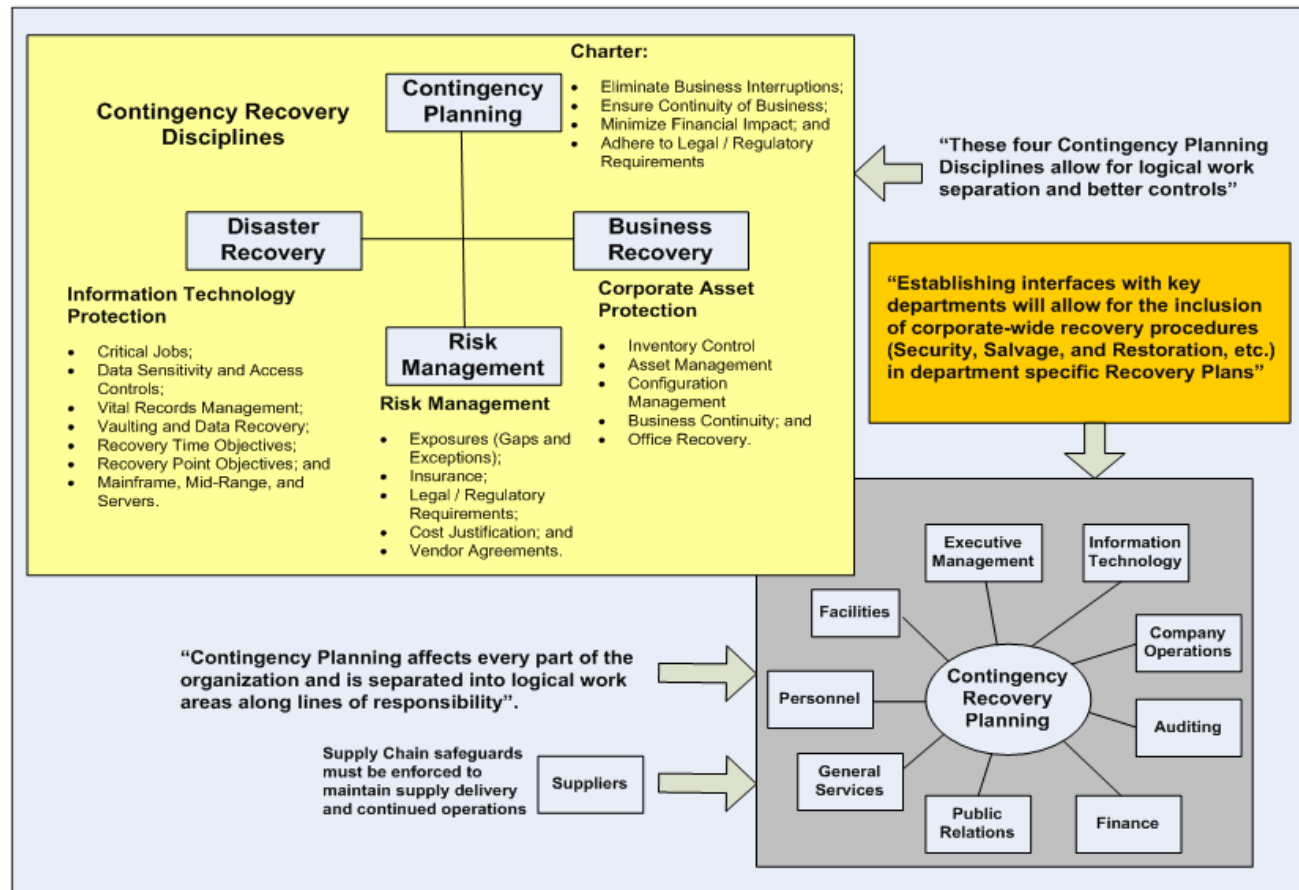 Charter:
• Eliminate Business Interruptions;
• Ensure Continuity of Business;
• Minimize Financial Impact; and
• Adhere to Legal / Regulatory
Requirements
Contingency
Planning
Contingency Recovery
Disciplines
“These four Contingency Planning
Disciplines allow for logical work
separation and better controls”
Disaster
Recovery
Business
Recovery
Information Technology
Protection
• Critical Jobs;
• Data Sensitivity and Access
Controls;
• Vital Records Management;
• Vaulting and Data Recovery;
• Recovery Time Objectives;
• Recovery Point Objectives; and
• Mainframe, Mid-Range, and
Servers.
Risk
Management
Risk Management
• Exposures (Gaps and
Exceptions);
• Insurance;
• Legal / Regulatory
Requirements;
• Cost Justification; and
• Vendor Agreements.
Corporate Asset
Protection
• Inventory Control
• Asset Management
• Configuration
Management
• Business Continuity; and
• Office Recovery.
“Establishing interfaces with key
departments will allow for the inclusion
of corporate-wide recovery procedures
(Security, Salvage, and Restoration, etc.)
in department specific Recovery Plans”
“Contingency Planning affects every part of the
organization and is separated into logical work
areas along lines of responsibility”.
Supply Chain safeguards
must be enforced to
maintain supply delivery
and continued operations
Suppliers
Executive
Management
Information
Technology
Facilities
Company
Operations
Personnel
Contingency
Recovery
Planning
Auditing
General
Services
Public
Relations
Finance